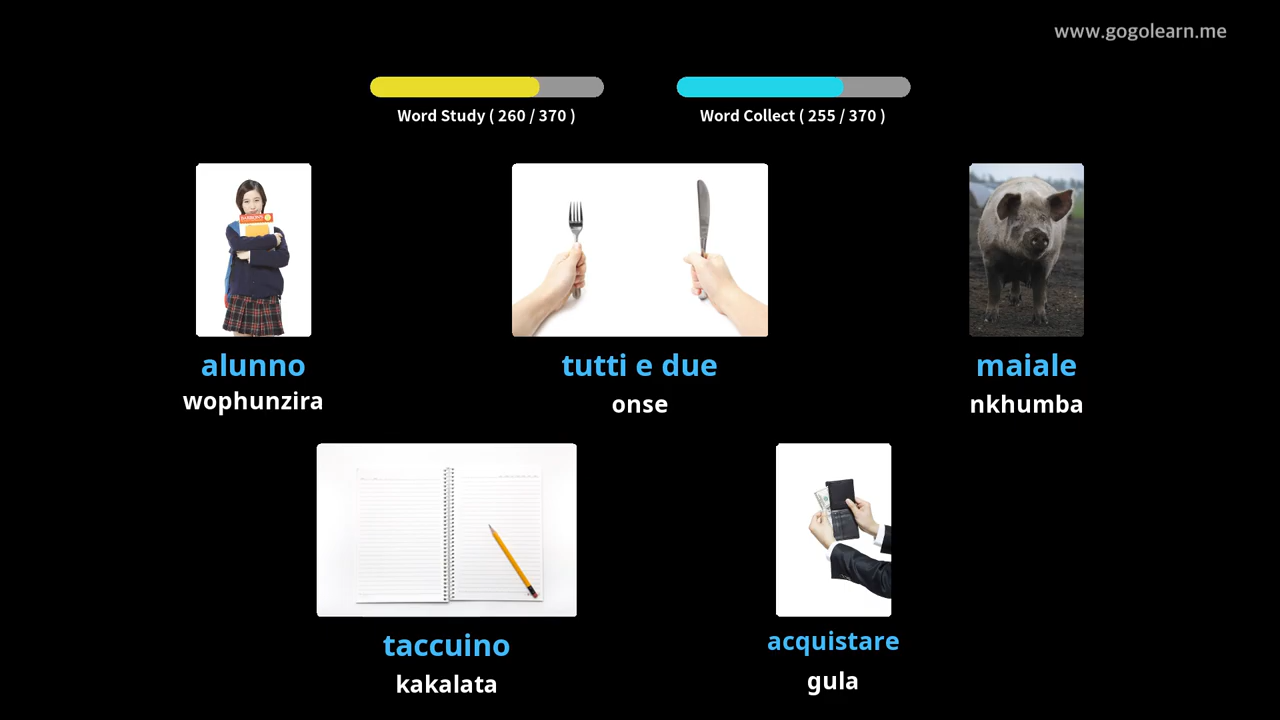 www.gogolearn.me
Word Study ( 260 / 370 )
Word Collect ( 255 / 370 )
alunno
wophunzira
tutti e due
onse
maiale
nkhumba
taccuino
kakalata
acquistare
gula